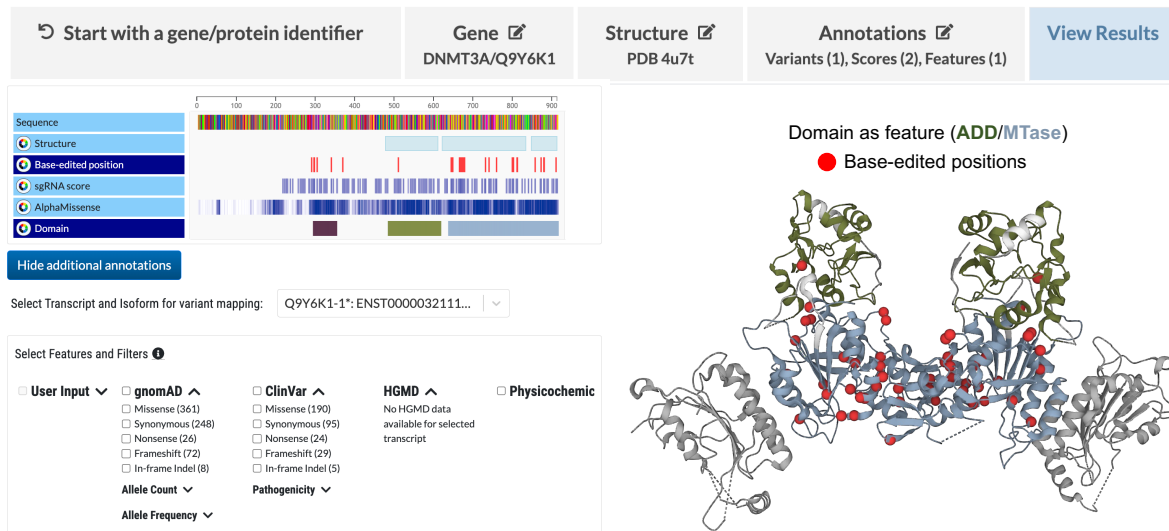 Start with a gene/protein identifier
Gene
DNMT3A/Q9Y6K1
Structure
PDB 4u7t
Annotations
Variants (1), Scores (2), Features (1)
View Results
0 100 200 300 400 500 600 700 800 900
Sequence
Structure
Base-edited position
sgRNA score
AlphaMissense
Domain
Hide additional annotations
Select Transcript and Isoform for variant mapping:
Q9Y6K1-1*: ENST0000032111...
Select Features and Filters
User Input
gnomAD
Missense (361)
Synonymous (248)
Nonsense (26)
Frameshift (72)
In-frame Indel (8)
Allele Count
Allele Frequency
ClinVar
Missense (190)
Synonymous (95)
Nonsense (24)
Frameshift (29)
In-frame Indel (5)
Pathogenicity
HGMD
No HGMD data
available for selected
transcript
Physicochemic
Domain as feature (ADD/MTase)
Base-edited positions